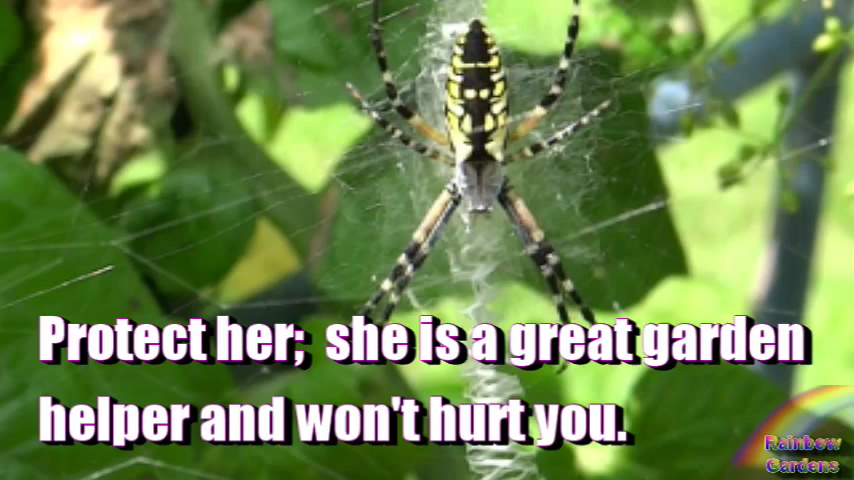 Protect her;  she is a great garden
helper and won't hurt you.
Rainbow
Gardens